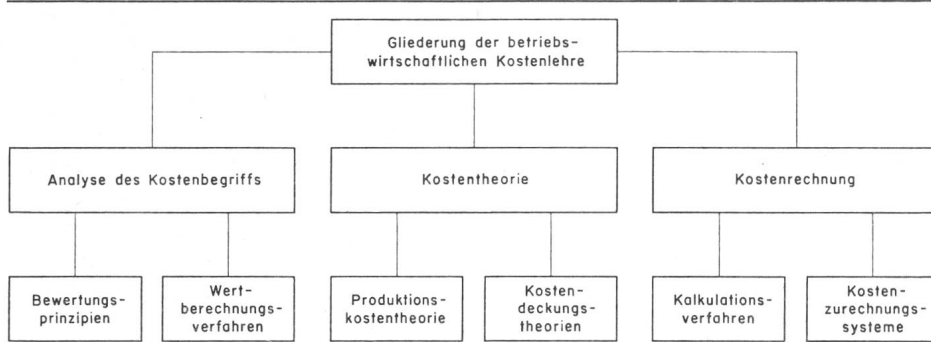 Gliederung der betriebs-
wirtschaftlichen Kostenlehre
Analyse des Kostenbegriffs
Kostentheorie
Kostenrechnung
Bewertungs-
prinzipien
Wert-
berechnungs-
verfahren
Produktions-
kostentheorie
Kosten-
deckungs-
theorien
Kalkulations-
verfahren
Kosten-
zurechnungs-
systeme